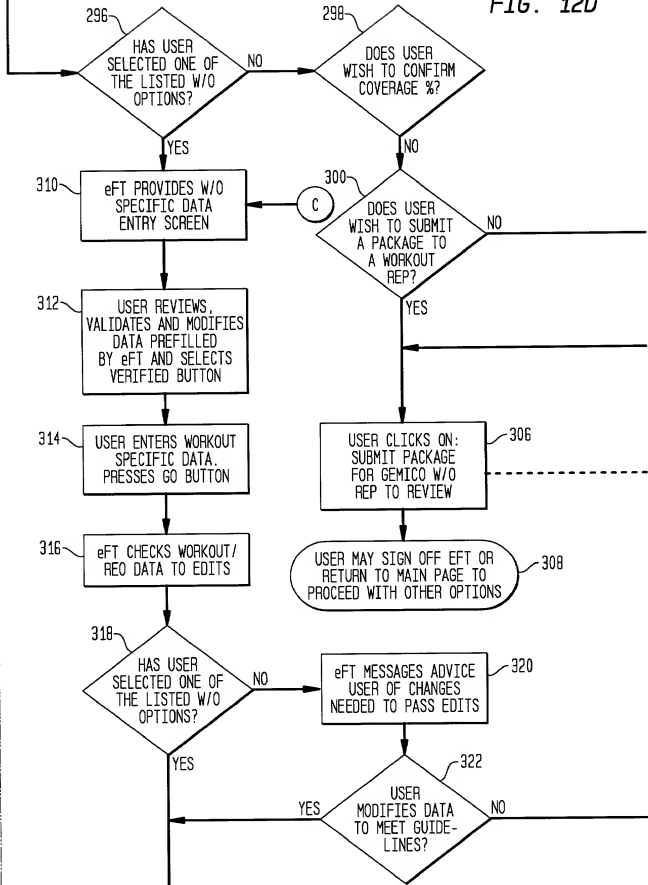 FIG. 12D
296
HAS USER
SELECTED ONE OF
THE LISTED W/O
OPTIONS?
NO
YES
298
DOES USER
WISH TO CONFIRM
COVERAGE %?
NO
300
DOES USER
WISH TO SUBMIT
A PACKAGE TO
A WORKOUT
REP?
NO
YES
310
eFT PROVIDES W/O
SPECIFIC DATA
ENTRY SCREEN
C
312
USER REVIEWS,
VALIDATES AND MODIFIES
DATA PREFILLED
BY eFT AND SELECTS
VERIFIED BUTTON
314
USER ENTERS WORKOUT
SPECIFIC DATA.
PRESSES GO BUTTON
306
USER CLICKS ON:
SUBMIT PACKAGE
FOR GEMICO W/O
REP TO REVIEW
316
eFT CHECKS WORKOUT/
REO DATA TO EDITS
308
USER MAY SIGN OFF EFT OR
RETURN TO MAIN PAGE TO
PROCEED WITH OTHER OPTIONS
318
HAS USER
SELECTED ONE OF
THE LISTED W/O
OPTIONS?
NO
YES
320
eFT MESSAGES ADVICE
USER OF CHANGES
NEEDED TO PASS EDITS
322
USER
MODIFIES DATA
TO MEET GUIDE-
LINES?
YES
NO